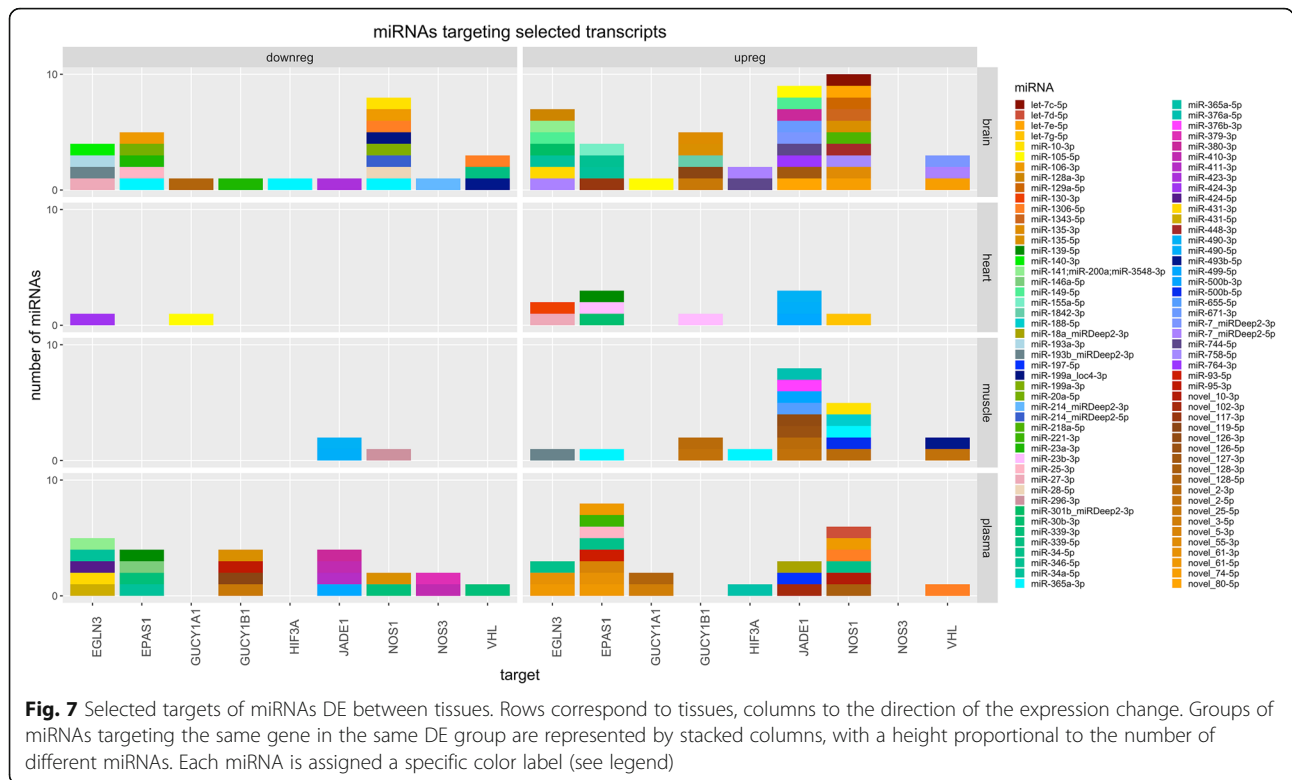 miRNAs targeting selected transcripts
downreg
upreg
10
0
brain
10
0
heart
10
0
muscle
10
0
plasma
number of miRNAs
EGLN3
EPAS1
GUCY1A1
GUCY1B1
HIF3A
JADE1
NOS1
NOS3
VHL
EGLN3
EPAS1
GUCY1A1
GUCY1B1
HIF3A
JADE1
NOS1
NOS3
VHL
target
miRNA
let-7c-5p
let-7d-5p
let-7e-5p
let-7g-5p
miR-10-3p
miR-105-5p
miR-106-3p
miR-128a-3p
miR-129a-5p
miR-130-3p
miR-1306-5p
miR-1343-5p
miR-135-3p
miR-135-5p
miR-139-5p
miR-140-3p
miR-141;miR-200a;miR-3548-3p
miR-146a-5p
miR-149-5p
miR-155a-5p
miR-1842-3p
miR-188-5p
miR-18a_miRDeep2-3p
miR-193a-3p
miR-193b_miRDeep2-3p
miR-197-5p
miR-199a_loc4-3p
miR-199a-3p
miR-20a-5p
miR-214_miRDeep2-3p
miR-214_miRDeep2-5p
miR-218a-5p
miR-221-3p
miR-23a-3p
miR-23b-3p
miR-25-3p
miR-27-3p
miR-28-5p
miR-296-3p
miR-301b_miRDeep2-3p
miR-30b-3p
miR-339-3p
miR-339-5p
miR-34-5p
miR-346-5p
miR-34a-5p
miR-365a-3p
miR-365a-5p
miR-376a-5p
miR-376b-3p
miR-379-3p
miR-380-3p
miR-410-3p
miR-411-3p
miR-423-3p
miR-424-3p
miR-424-5p
miR-431-3p
miR-431-5p
miR-448-3p
miR-490-3p
miR-490-5p
miR-493b-5p
miR-499-5p
miR-500b-3p
miR-500b-5p
miR-655-5p
miR-671-3p
miR-7_miRDeep2-3p
miR-7_miRDeep2-5p
miR-744-5p
miR-758-5p
miR-764-3p
miR-93-5p
miR-95-3p
novel_10-3p
novel_102-3p
novel_117-3p
novel_119-5p
novel_126-3p
novel_126-5p
novel_127-3p
novel_128-3p
novel_128-5p
novel_2-3p
novel_2-5p
novel_25-5p
novel_3-5p
novel_5-3p
novel_55-3p
novel_61-3p
novel_61-5p
novel_74-5p
novel_80-5p
Fig. 7 Selected targets of miRNAs DE between tissues. Rows correspond to tissues, columns to the direction of the expression change. Groups of
miRNAs targeting the same gene in the same DE group are represented by stacked columns, with a height proportional to the number of
different miRNAs. Each miRNA is assigned a specific color label (see legend)